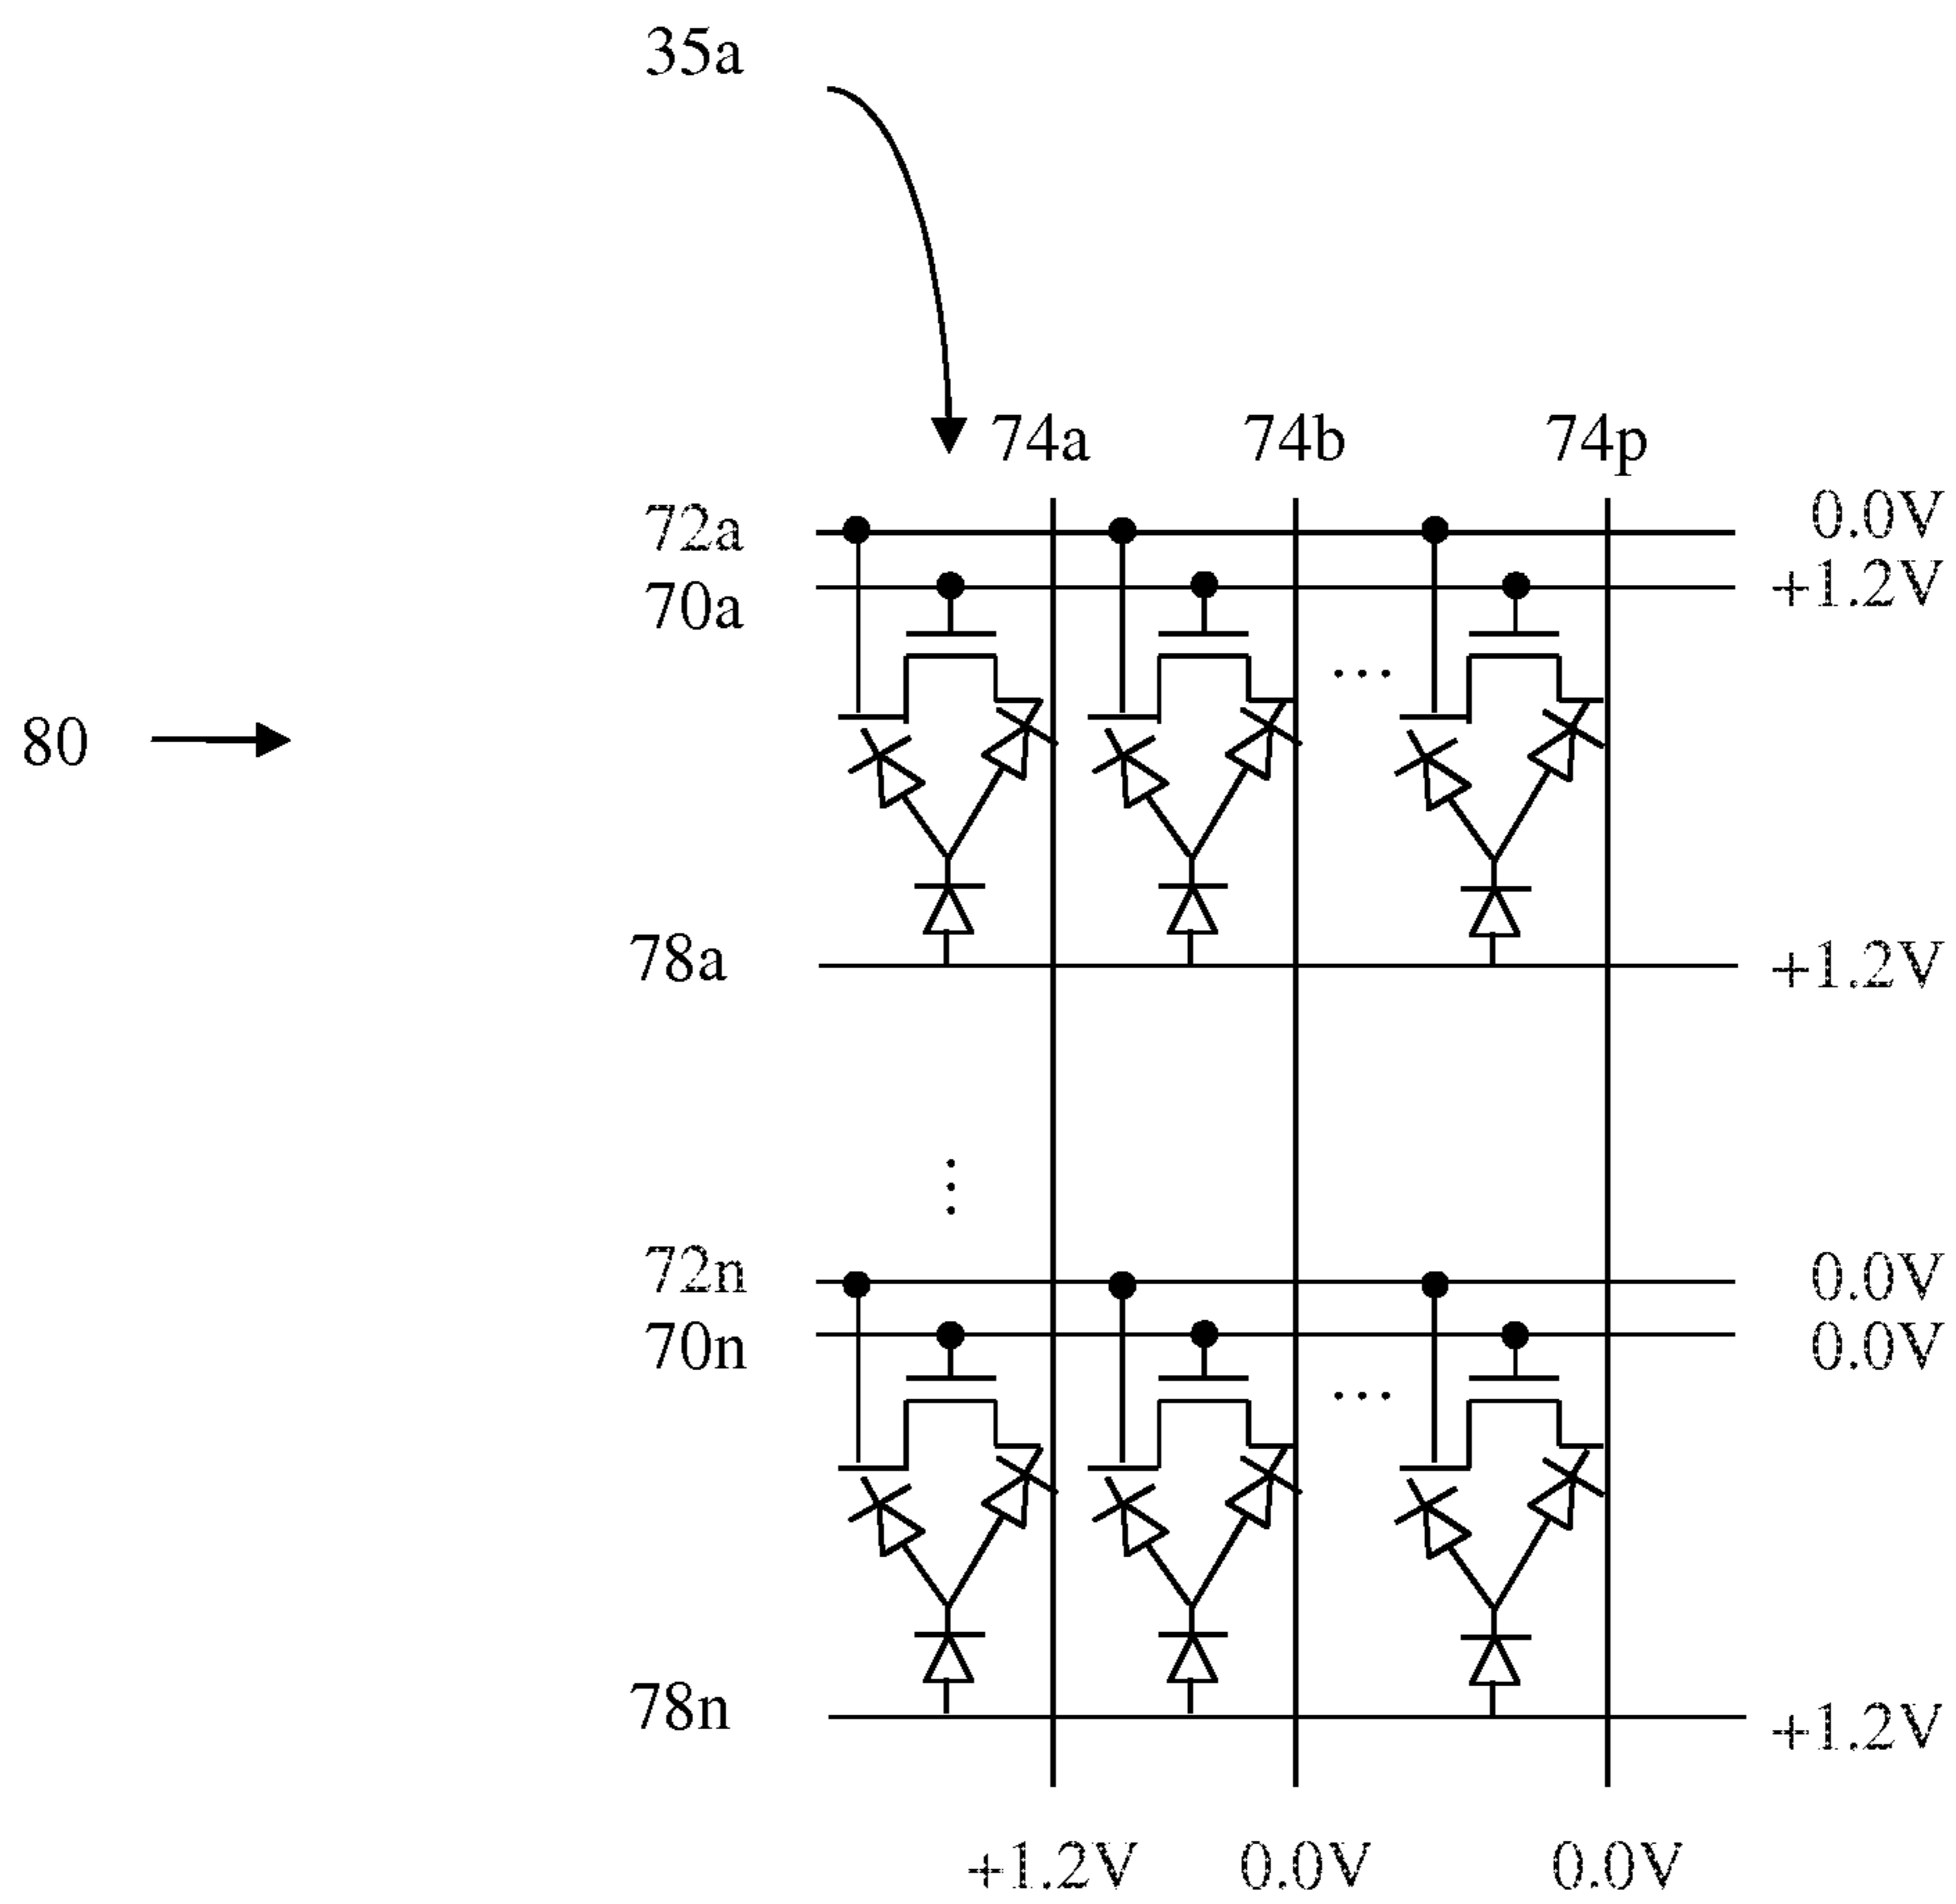 35a
74a 74b 74p
72a 0.0V
70a +1.2V
...
80
78a +1.2V
72n 0.0V
70n 0.0V
...
78n +1.2V
+1.2V 0.0V 0.0V